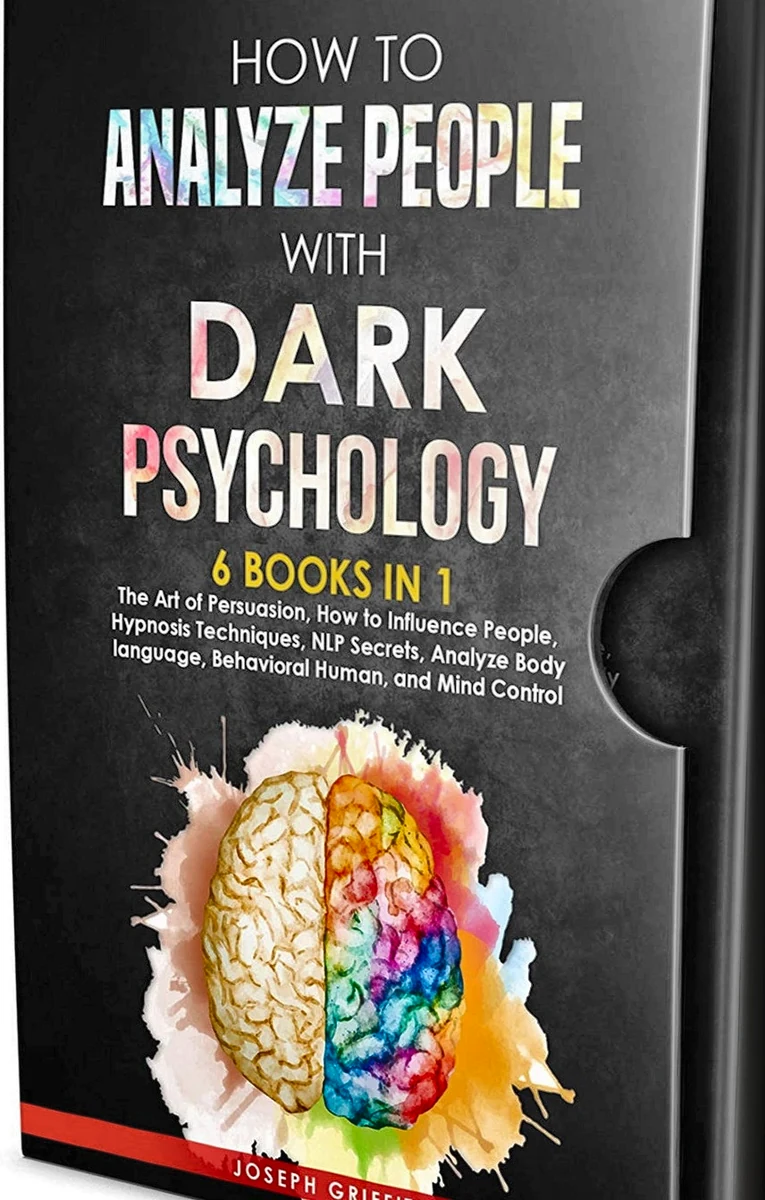 HOW TO
ANALYZE PEOPLE
WITH
DARK
PSYCHOLOGY
6 BOOKS IN 1
The Art of Persuasion, How to Influence People,
Hypnosis Techniques, NLP Secrets, Analyze Body
language, Behavioral Human, and Mind Control
JOSEPH